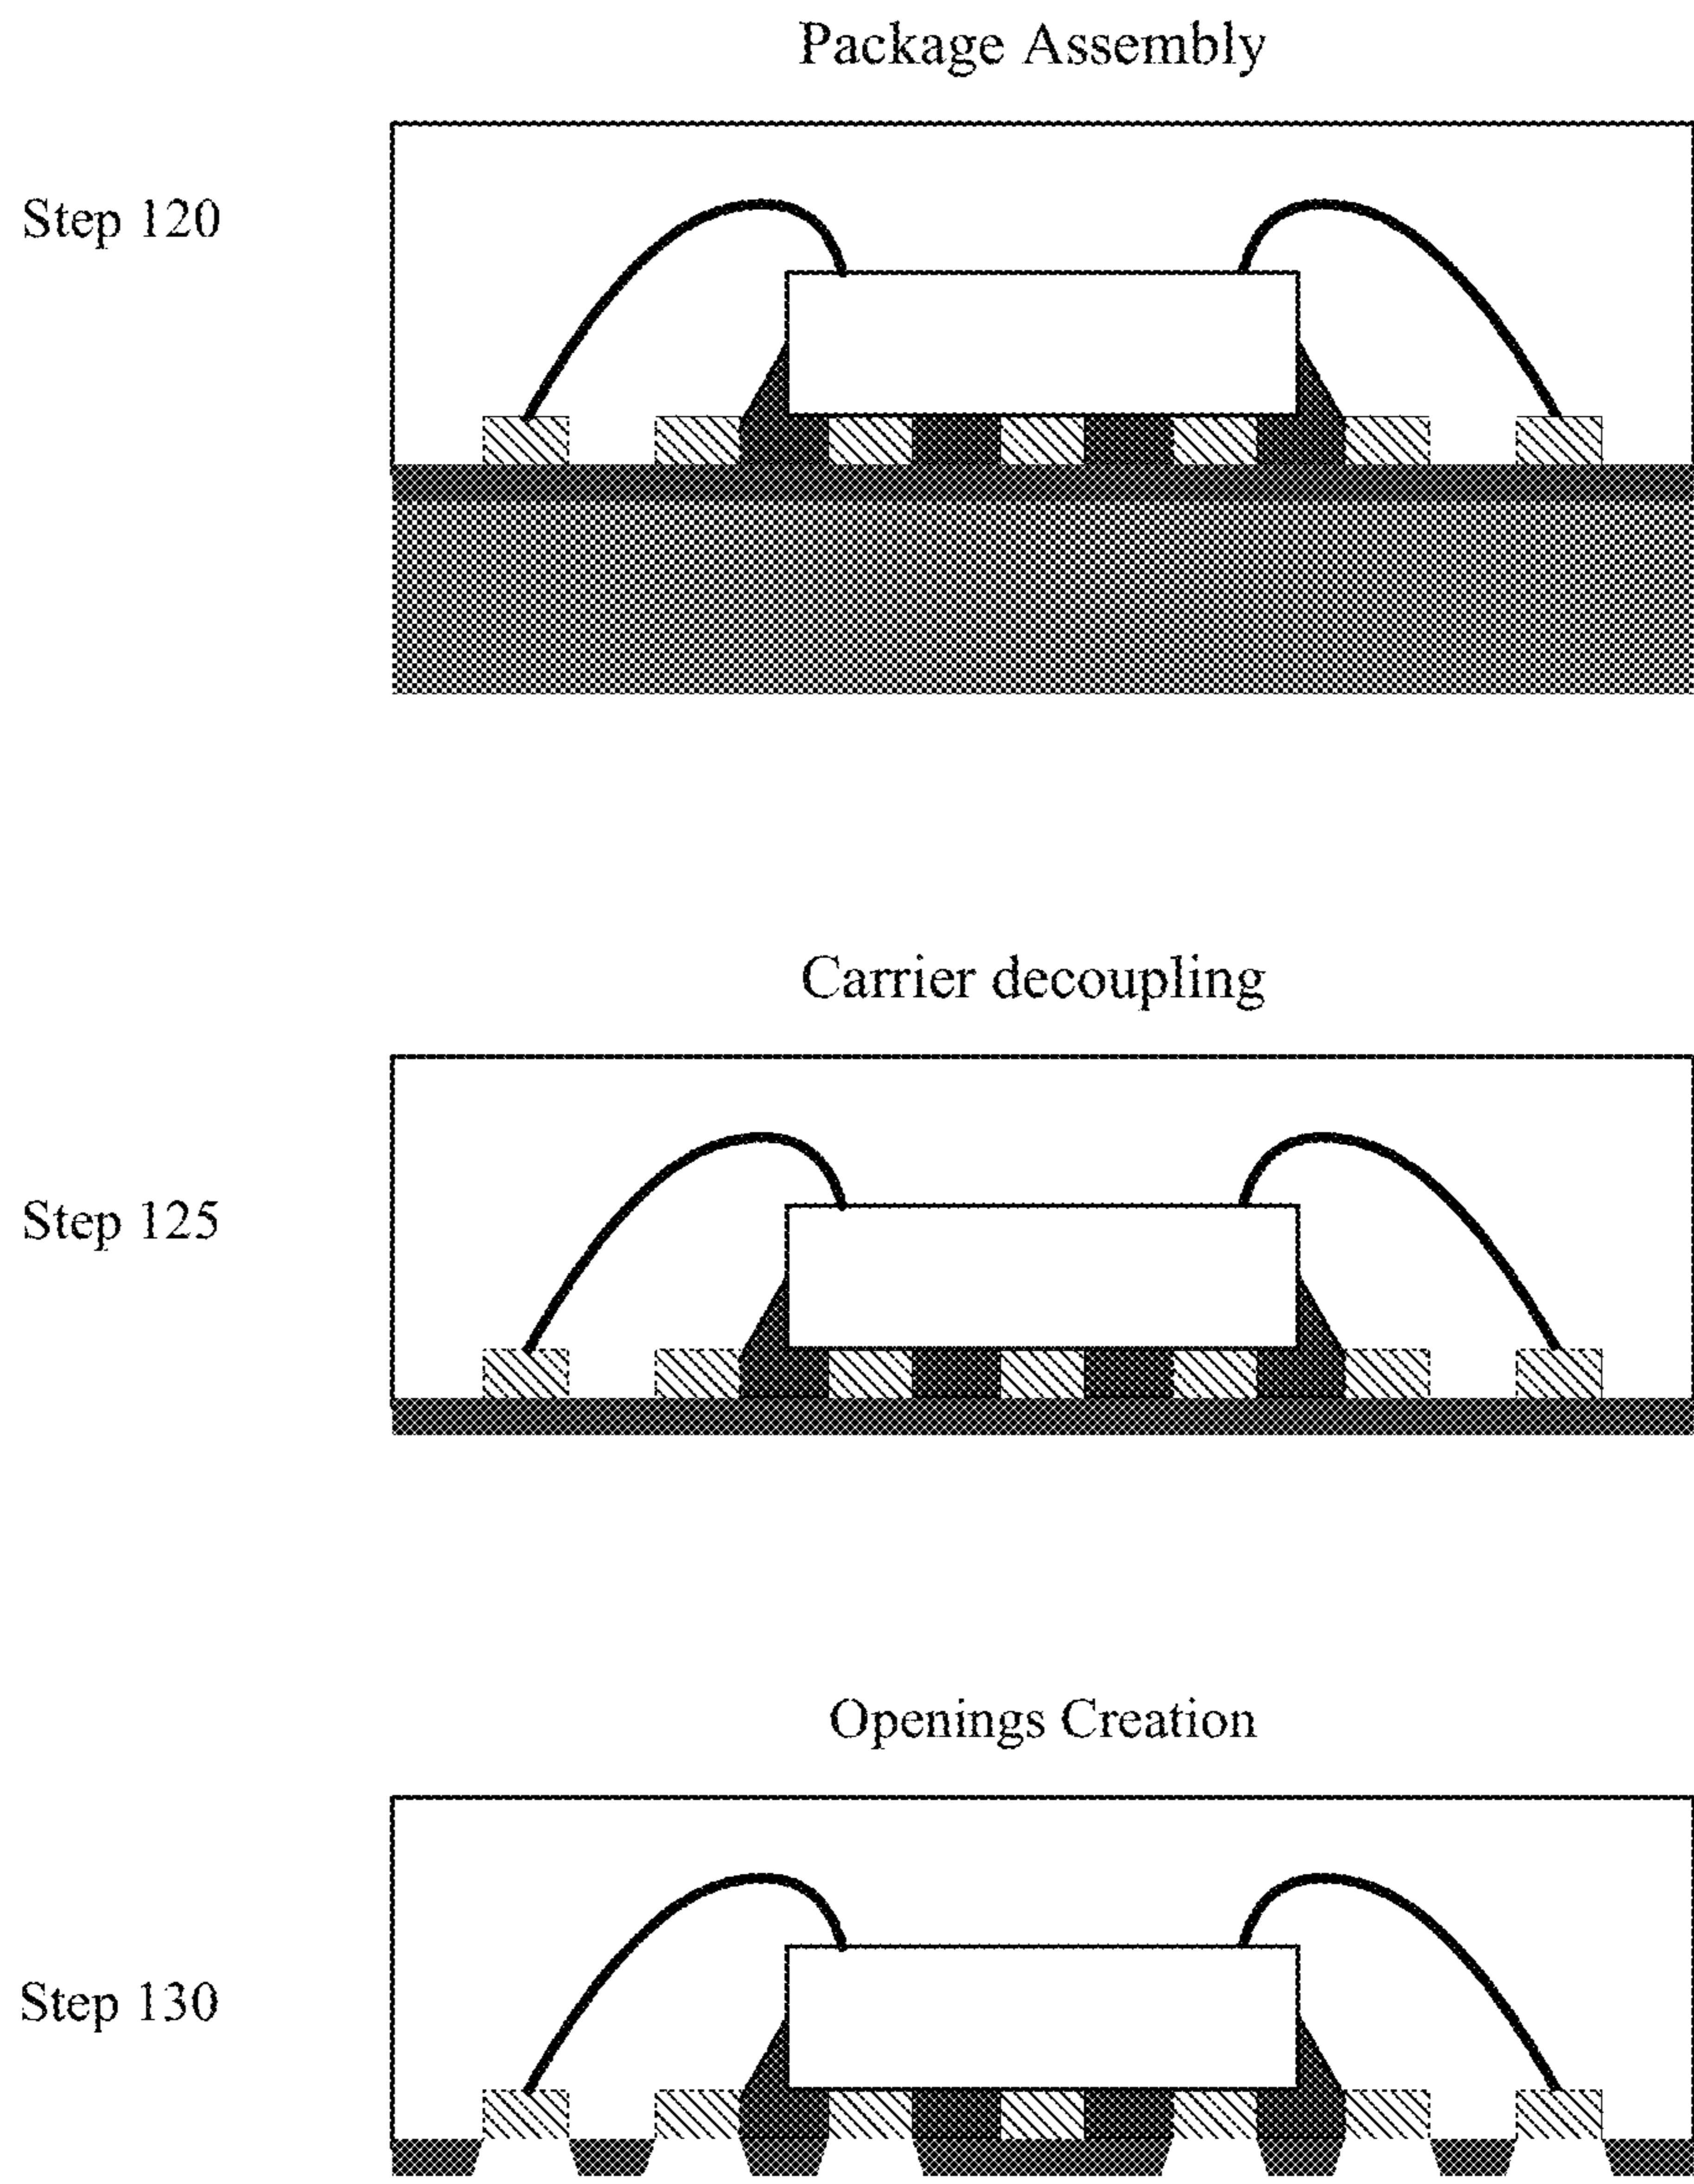 Package Assembly
Step 120
Carrier decoupling
Step 125
Openings Creation
Step 130